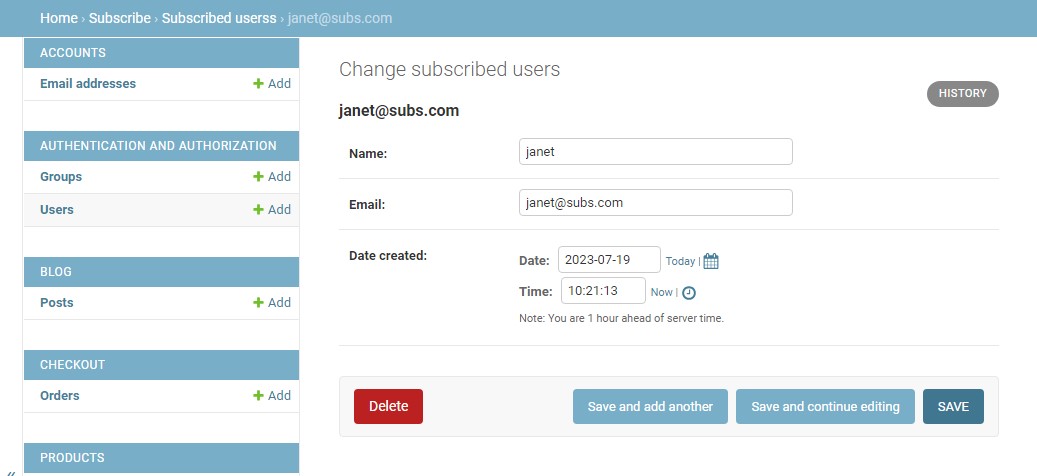 Home › Subscribe › Subscribed userss › janet@subs.com
ACCOUNTS
Email addresses + Add
AUTHENTICATION AND AUTHORIZATION
Groups + Add
Users + Add
BLOG
Posts + Add
CHECKOUT
Orders + Add
PRODUCTS
«
Change subscribed users
HISTORY
janet@subs.com
Name: janet
Email: janet@subs.com
Date created:
Date: 2023-07-19 Today |
Time: 10:21:13 Now |
Note: You are 1 hour ahead of server time.
Delete Save and add another Save and continue editing SAVE